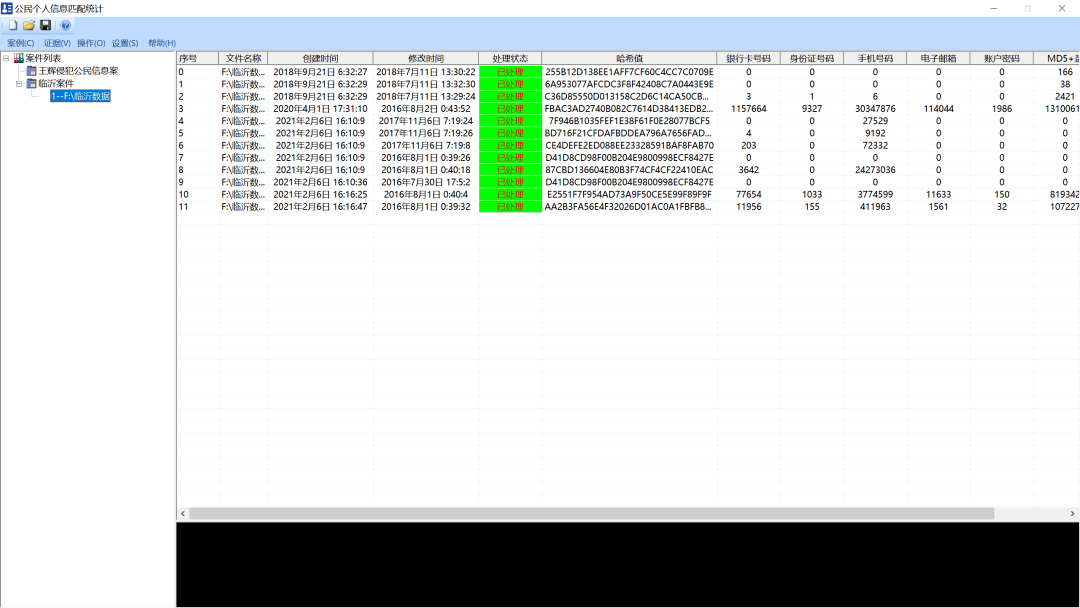 公民个人信息匹配统计
案例(C) 证据(V) 操作(O) 设置(S) 帮助(H)
案件列表
王辉侵犯公民信息案
临沂案件
1--F:\临沂数据
序号 文件名称 创建时间 修改时间 处理状态 哈希值 银行卡号码 身份证号码 手机号码 电子邮箱 账户密码 MD5+盐
0 F:\临沂数... 2018年9月21日 6:32:27 2018年7月11日 13:30:22 已处理 255B12D138EE1AFF7CF60C4CC7C0709E 0 0 0 0 0 166
1 F:\临沂数... 2018年9月21日 6:32:29 2018年7月11日 13:32:30 已处理 6A953077AFCDC3F8F42408C7A0443E9E 0 0 0 0 0 38
2 F:\临沂数... 2018年9月21日 6:32:29 2018年7月11日 13:29:24 已处理 C36D85550D013158C2D6C14CA50CB... 3 1 6 0 0 2421
3 F:\临沂数... 2020年4月1日 17:31:10 2016年8月2日 0:43:52 已处理 FBAC3AD2740B082C7614D38413EDB2... 1157664 9327 30347876 114044 1986 1310061
4 F:\临沂数... 2021年2月6日 16:10:9 2017年11月6日 7:19:24 已处理 7F946B1035FEF1E38F61F0E28077BCF5 0 0 27529 0 0 0
5 F:\临沂数... 2021年2月6日 16:10:9 2017年11月6日 7:19:26 已处理 BD716F21CFDAFBDDEA796A7656FAD... 4 0 9192 0 0 0
6 F:\临沂数... 2021年2月6日 16:10:9 2017年11月6日 7:19:8 已处理 CE4DEFE2ED088EE23328591BAF8FAB70 203 0 72332 0 0 0
7 F:\临沂数... 2021年2月6日 16:10:9 2016年8月1日 0:39:26 已处理 D41D8CD98F00B204E9800998ECF8427E 0 0 0 0 0 0
8 F:\临沂数... 2021年2月6日 16:10:9 2016年8月1日 0:40:18 已处理 87CBD136604E80B3F74CF4CF22410EAC 3642 0 24273036 0 0 0
9 F:\临沂数... 2021年2月6日 16:10:36 2016年7月30日 17:5:2 已处理 D41D8CD98F00B204E9800998ECF8427E 0 0 0 0 0 0
10 F:\临沂数... 2021年2月6日 16:16:25 2016年8月1日 0:40:4 已处理 E2551F7F954AD73A9F50CE5E99F89F9F 77654 1033 3774599 11633 150 819342
11 F:\临沂数... 2021年2月6日 16:16:47 2016年8月1日 0:39:32 已处理 AA2B3FA56E4F32026D01AC0A1FBFB8... 11956 155 411963 1561 32 107227